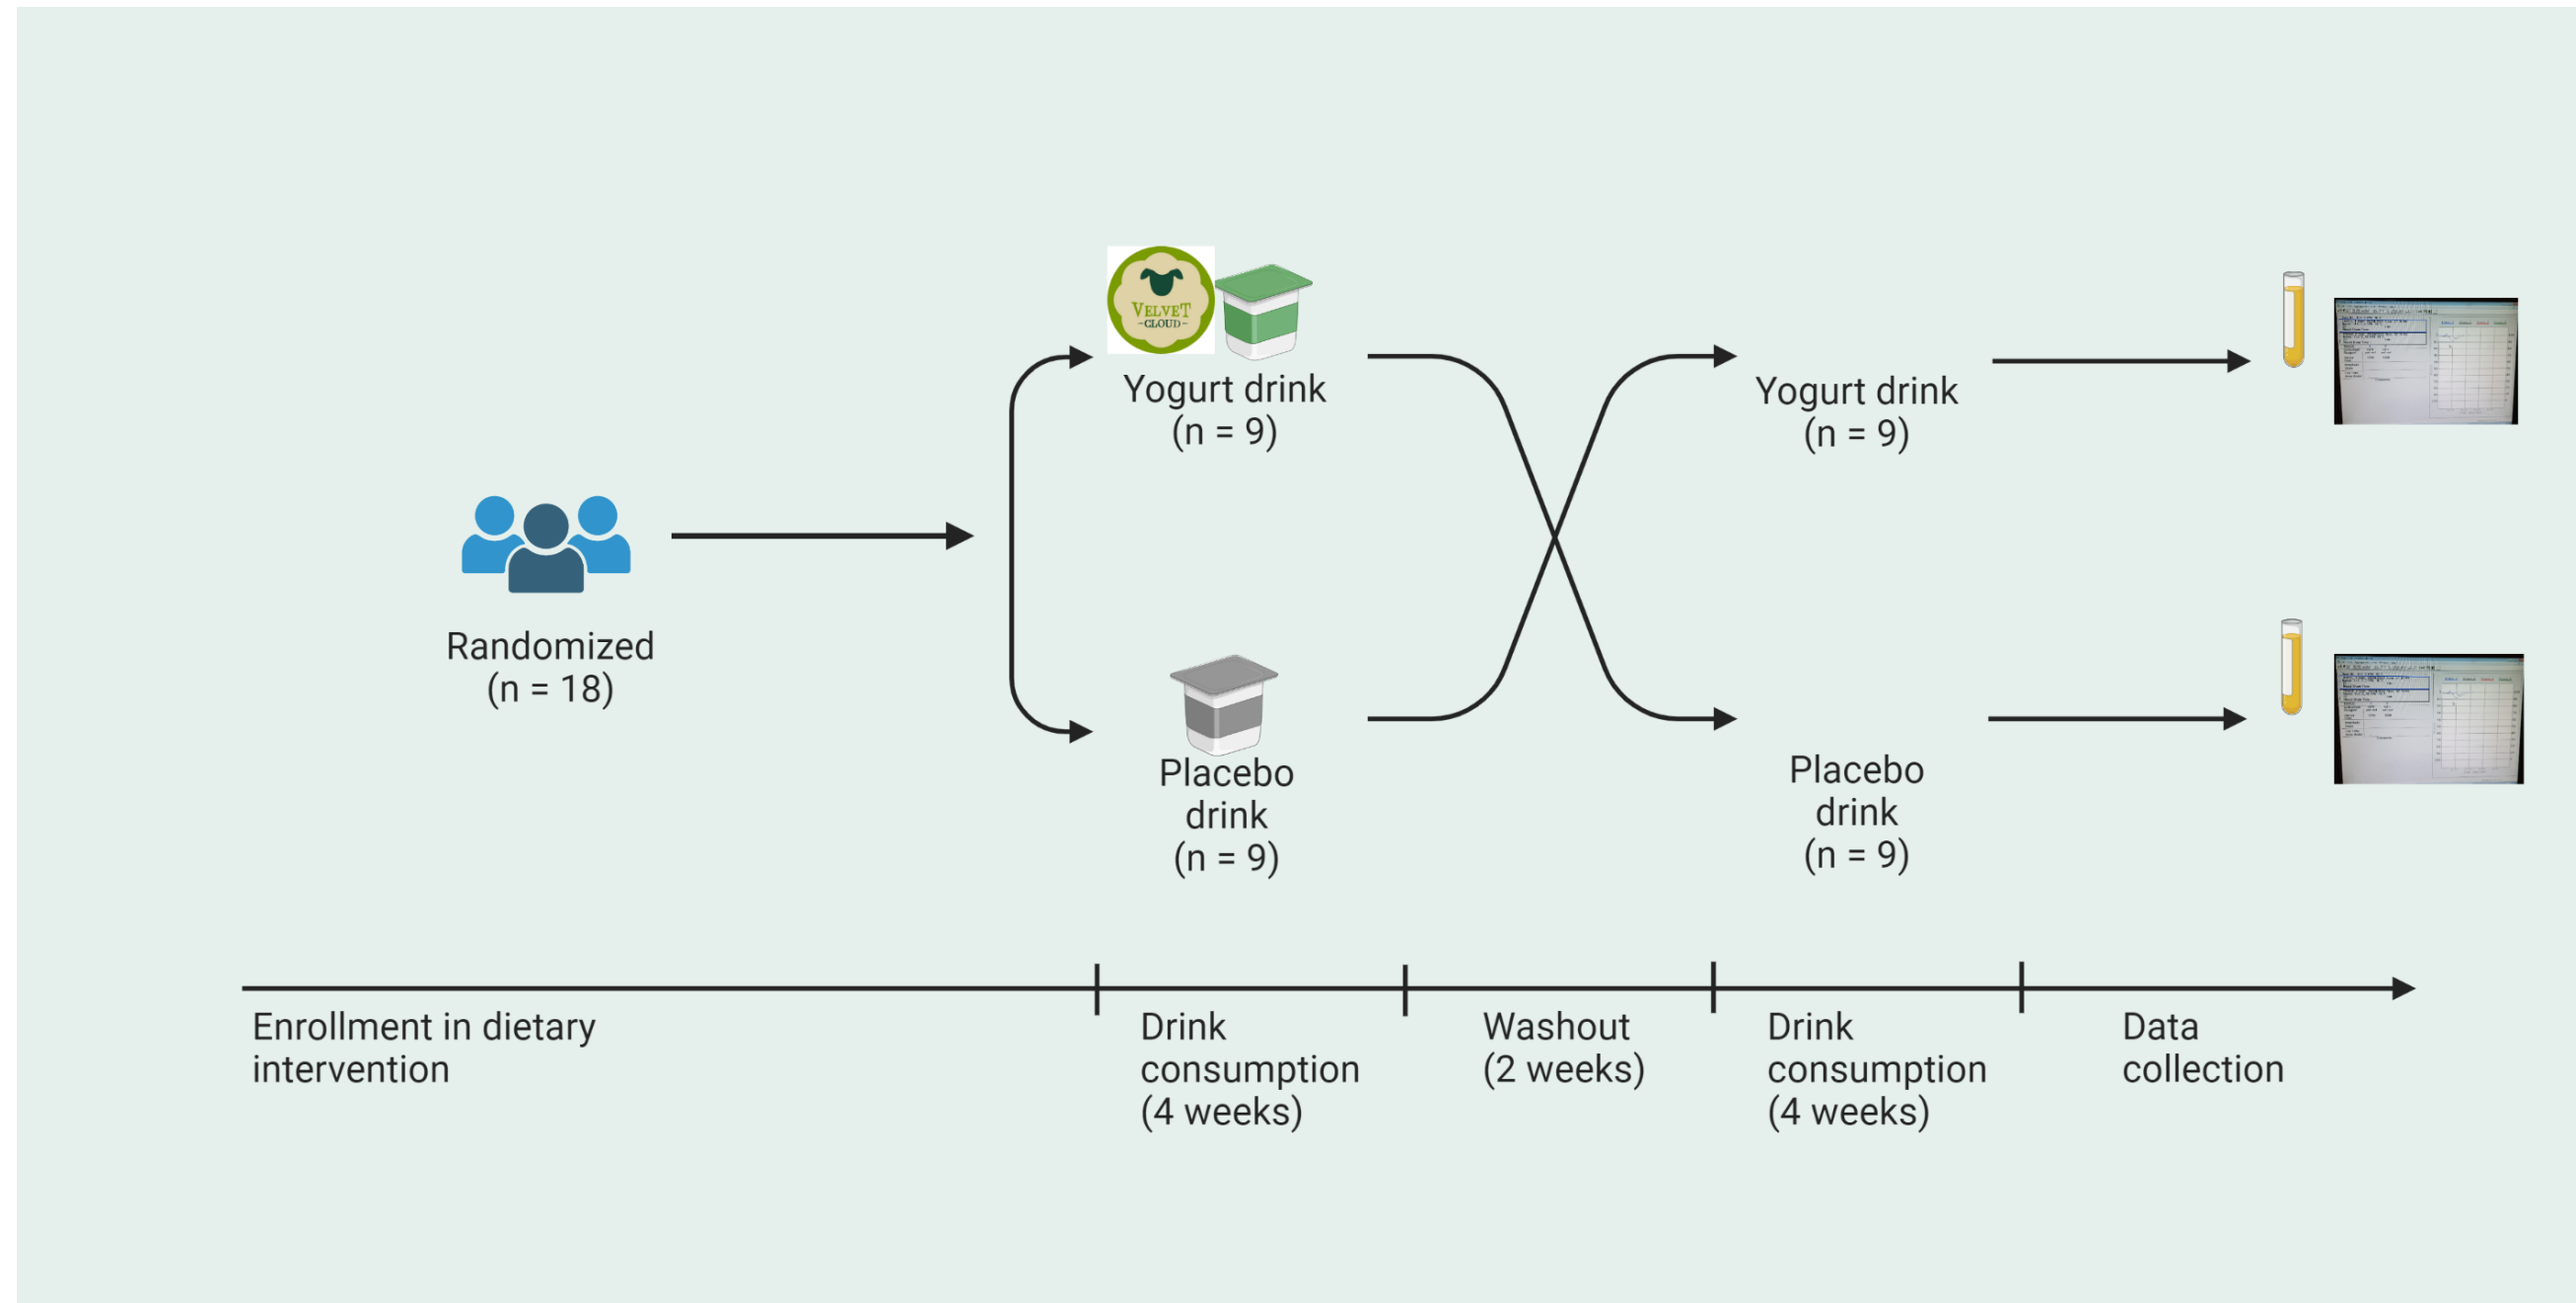 VELVET
-CLOUD-
Yogurt drink
(n = 9)
Yogurt drink
(n = 9)
Randomized
(n = 18)
Placebo
drink
(n = 9)
Placebo
drink
(n = 9)
Enrollment in dietary
intervention
Drink
consumption
(4 weeks)
Washout
(2 weeks)
Drink
consumption
(4 weeks)
Data
collection